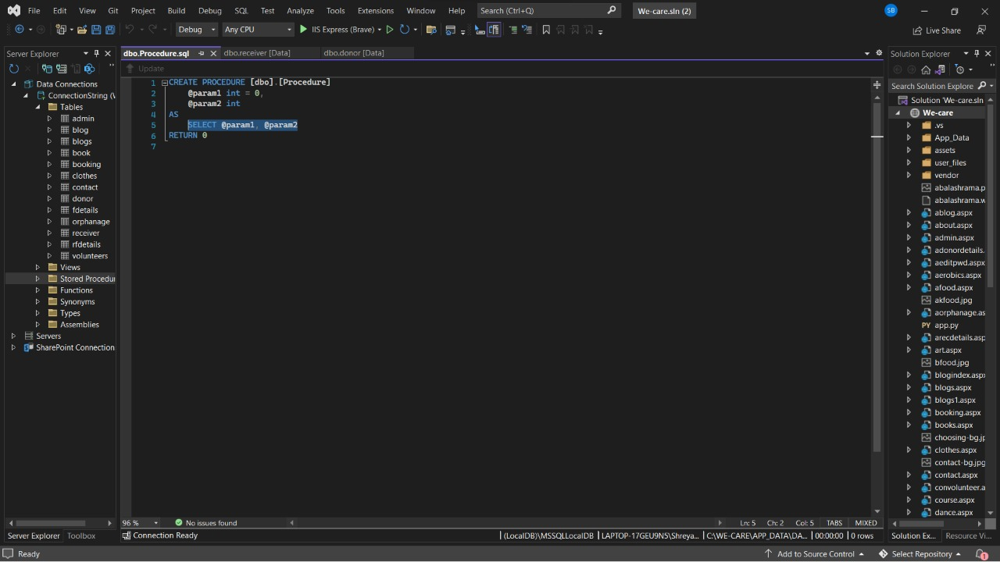 File Edit View Git Project Build Debug SQL Test Analyze Tools Extensions Window Help Search (Ctrl+Q) We-care.sln (2) SB
Debug Any CPU IIS Express (Brave) Live Share
Server Explorer
Data Connections
ConnectionString (W
Tables
admin
blog
blogs
book
booking
clothes
contact
donor
fdetails
orphanage
receiver
rfdetails
volunteers
Views
Stored Procedu
Functions
Synonyms
Types
Assemblies
Servers
SharePoint Connection
Server Explorer Toolbox
dbo.Procedure.sql dbo.receiver [Data] dbo.donor [Data]
Update
1 CREATE PROCEDURE [dbo].[Procedure]
2 @param1 int = 0,
3 @param2 int
4 AS
5 SELECT @param1, @param2
6 RETURN 0
7
96 % No issues found Ln: 5 Ch: 2 Col: 5 TABS MIXED
Connection Ready (LocalDB)\MSSQLLocalDB LAPTOP-17GEU9N5\Shreya... C:\WE-CARE\APP_DATA\DA... 00:00:00 0 rows
Solution Explorer
Search Solution Explore
Solution 'We-care.sln
We-care
.vs
App_Data
assets
user_files
vendor
abalashrama.p
abalashrama.w
ablog.aspx
about.aspx
admin.aspx
adonordetails.
aeditpwd.aspx
aerobics.aspx
afood.aspx
akfood.jpg
aorphanage.as
PY app.py
arecdetails.asp
art.aspx
bfood.jpg
blogindex.aspx
blogs.aspx
blogs1.aspx
booking.aspx
books.aspx
choosing-bg.jp
clothes.aspx
contact-bg.jpg
contact.aspx
convolunteer.a
course.aspx
dance.aspx
Solution Ex... Resource Vi...
Ready Add to Source Control Select Repository 1